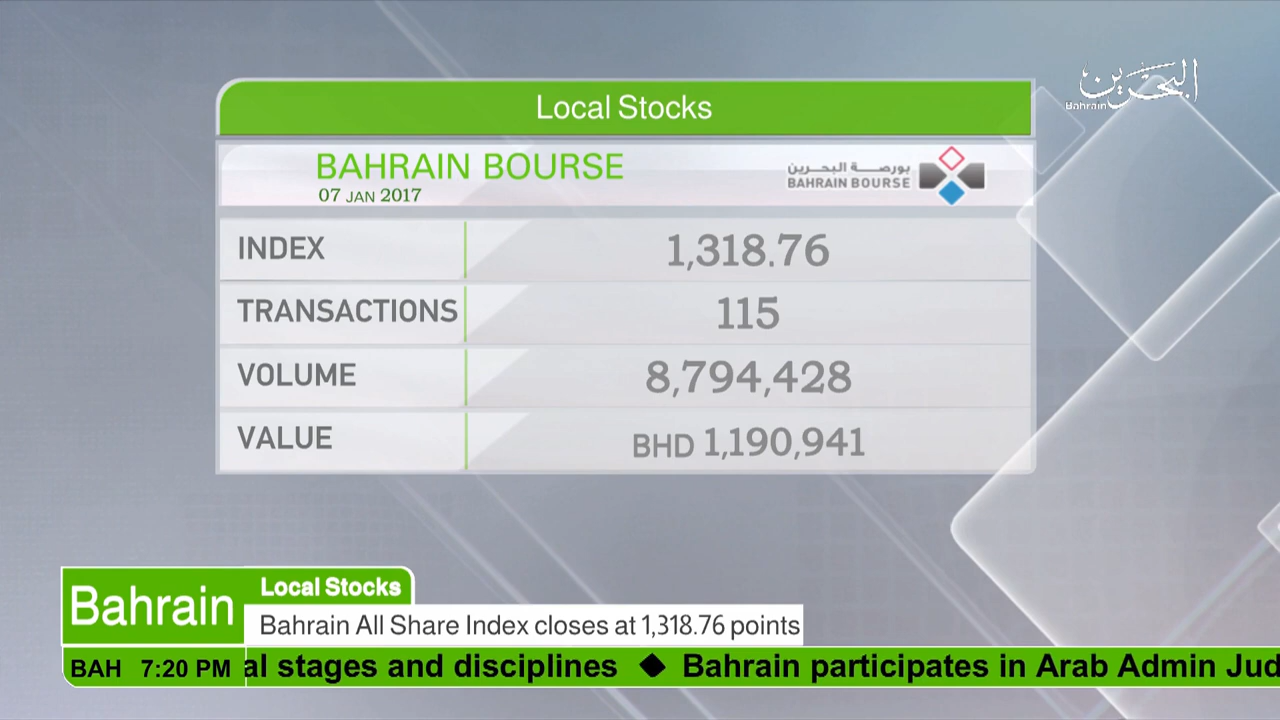 Local Stocks
البحرين
Bahrain
BAHRAIN BOURSE
07 JAN 2017
بورصة البحرين
BAHRAIN BOURSE
INDEX 1,318.76
TRANSACTIONS 115
VOLUME 8,794,428
VALUE BHD 1,190,941
Bahrain
Local Stocks
Bahrain All Share Index closes at 1,318.76 points
BAH 7:20 PM al stages and disciplines ◆ Bahrain participates in Arab Admin Jud